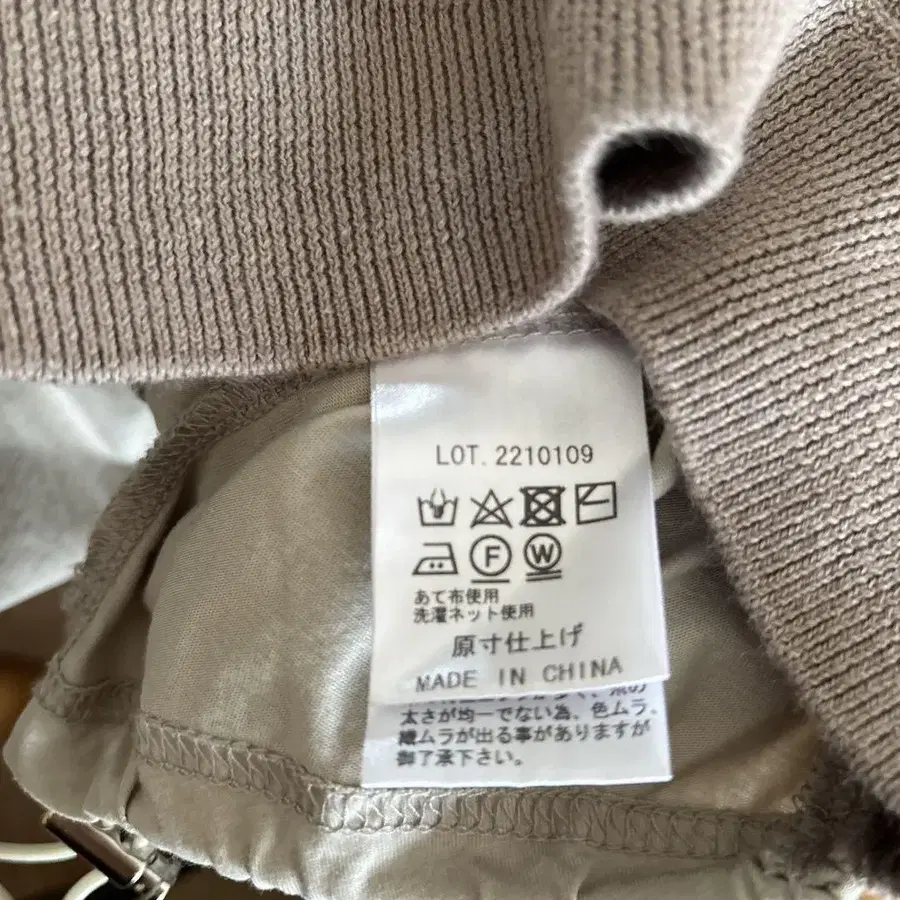 LOT. 2210109
F W
あて布使用
洗濯ネット使用
原寸仕上げ
MADE IN CHINA
太さが均一でない為、色ムラ、
織ムラが出る事がありますが
御了承下さい。